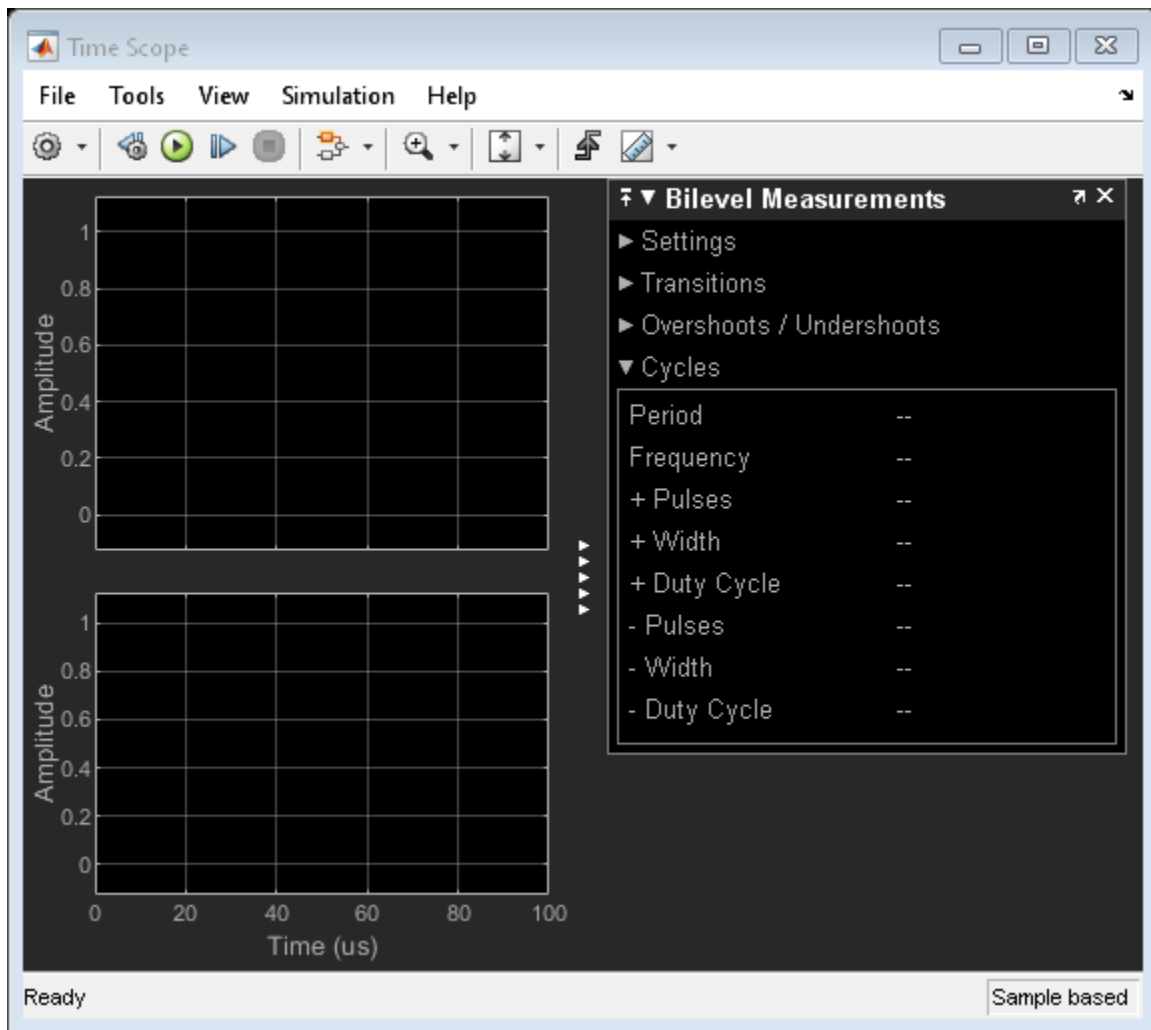 Time Scope
File Tools View Simulation Help
1
0.8
0.6
0.4
0.2
0
Amplitude
1
0.8
0.6
0.4
0.2
0
Amplitude
0 20 40 60 80 100
Time (us)
Bilevel Measurements
Settings
Transitions
Overshoots / Undershoots
Cycles
Period --
Frequency --
+ Pulses --
+ Width --
+ Duty Cycle --
- Pulses --
- Width --
- Duty Cycle --
Ready Sample based